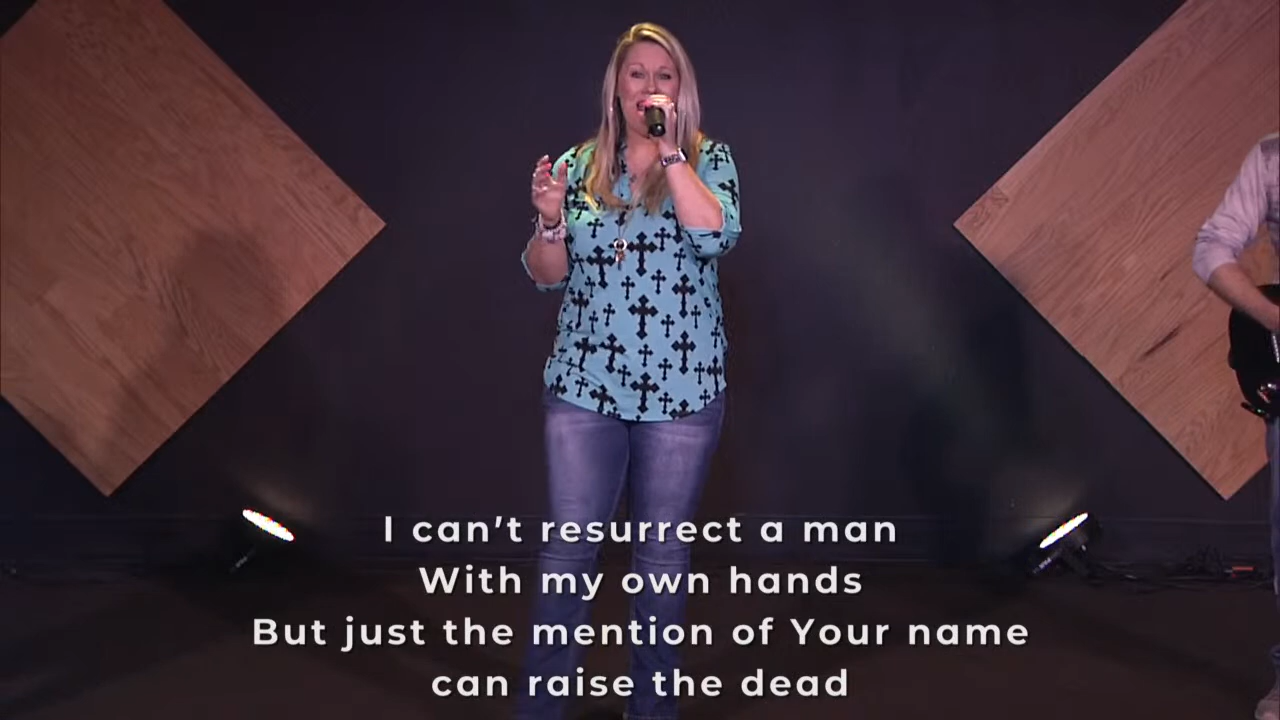 I can't resurrect a man
With my own hands
But just the mention of Your name
can raise the dead